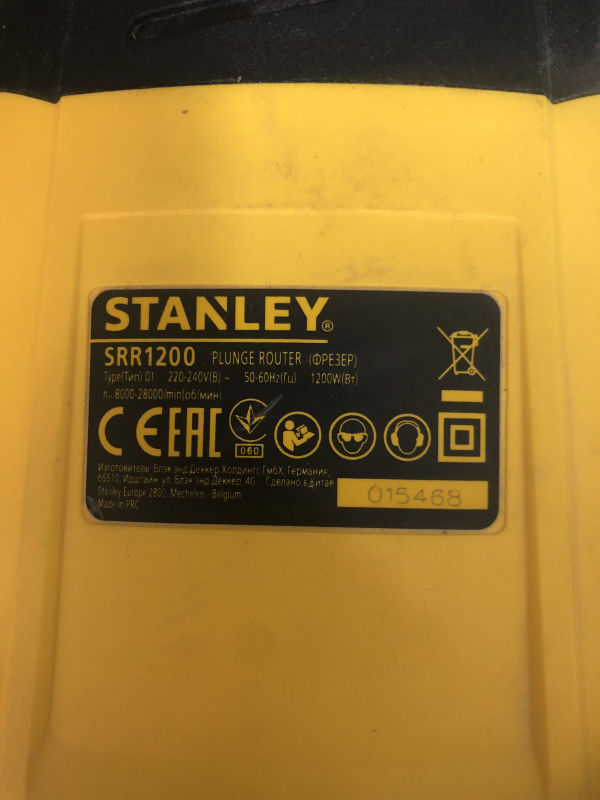 STANLEY®
SRR1200 PLUNGE ROUTER (ФРЕЗЕР)
Type(Тип) 01 220-240V(В) ~ 50-60Hz(Гц) 1200W(Вт)
n₀ 8000-28000/min(об/мин)
CE EAC
060
Изготовитель: Блэк энд Деккер Холдингс ГмбХ, Германия,
65510, Идштайн, ул. Блэк энд Деккер, 40. Сделано в Китае
Stanley Europe 2800, Mechelen - Belgium
Made in PRC
015468